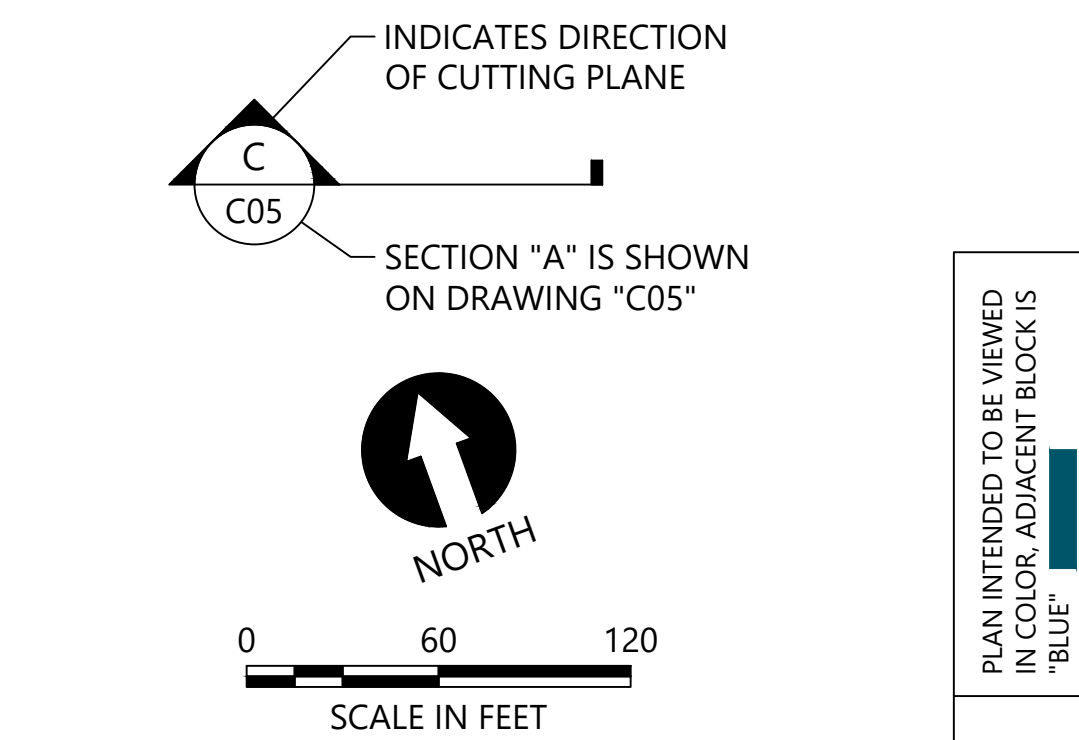 INDICATES DIRECTION
OF CUTTING PLANE
C
C05
SECTION "A" IS SHOWN
ON DRAWING "C05"
NORTH
0 60 120
SCALE IN FEET
PLAN INTENDED TO BE VIEWED
IN COLOR, ADJACENT BLOCK IS
"BLUE"